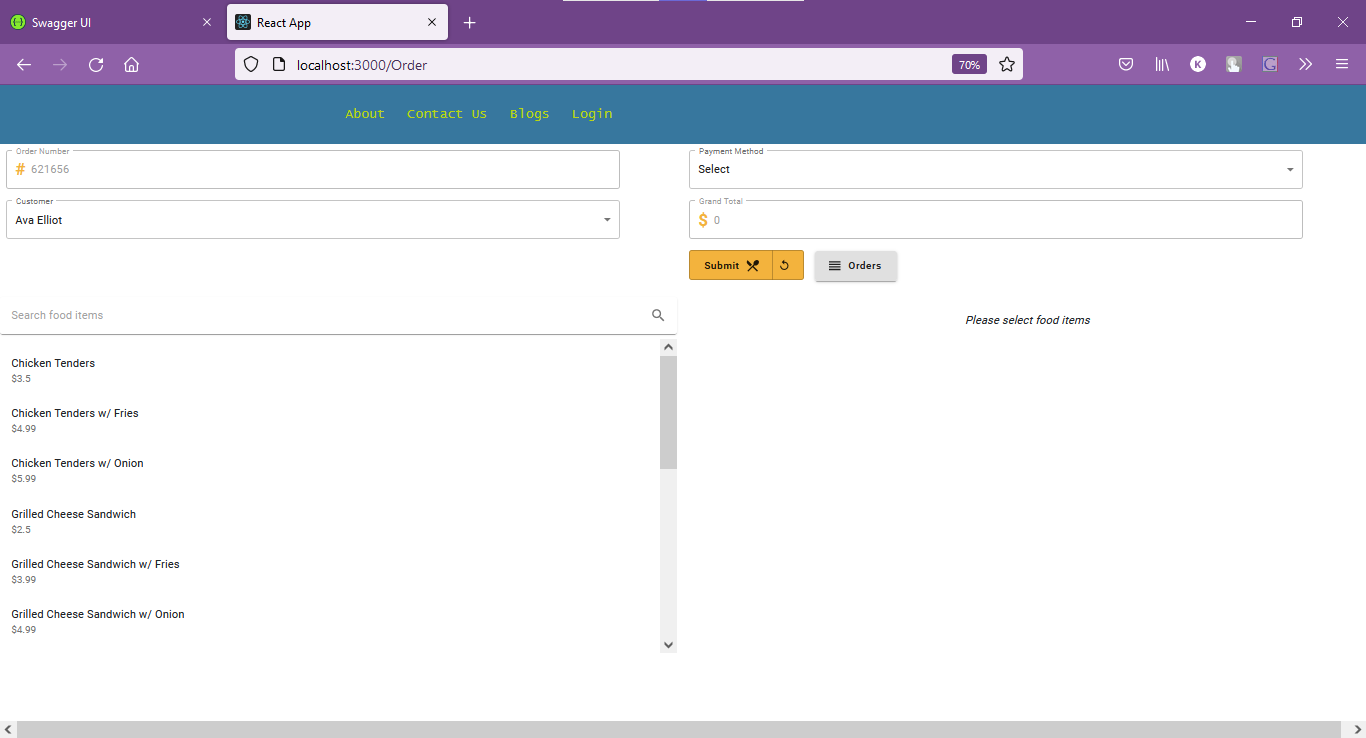 Swagger UI
React App
localhost:3000/Order
70%
K
About Contact Us Blogs Login
Order Number
# 621656
Payment Method
Select
Customer
Ava Elliot
Grand Total
$ 0
Submit
Orders
Search food items
Please select food items
Chicken Tenders
$3.5
Chicken Tenders w/ Fries
$4.99
Chicken Tenders w/ Onion
$5.99
Grilled Cheese Sandwich
$2.5
Grilled Cheese Sandwich w/ Fries
$3.99
Grilled Cheese Sandwich w/ Onion
$4.99